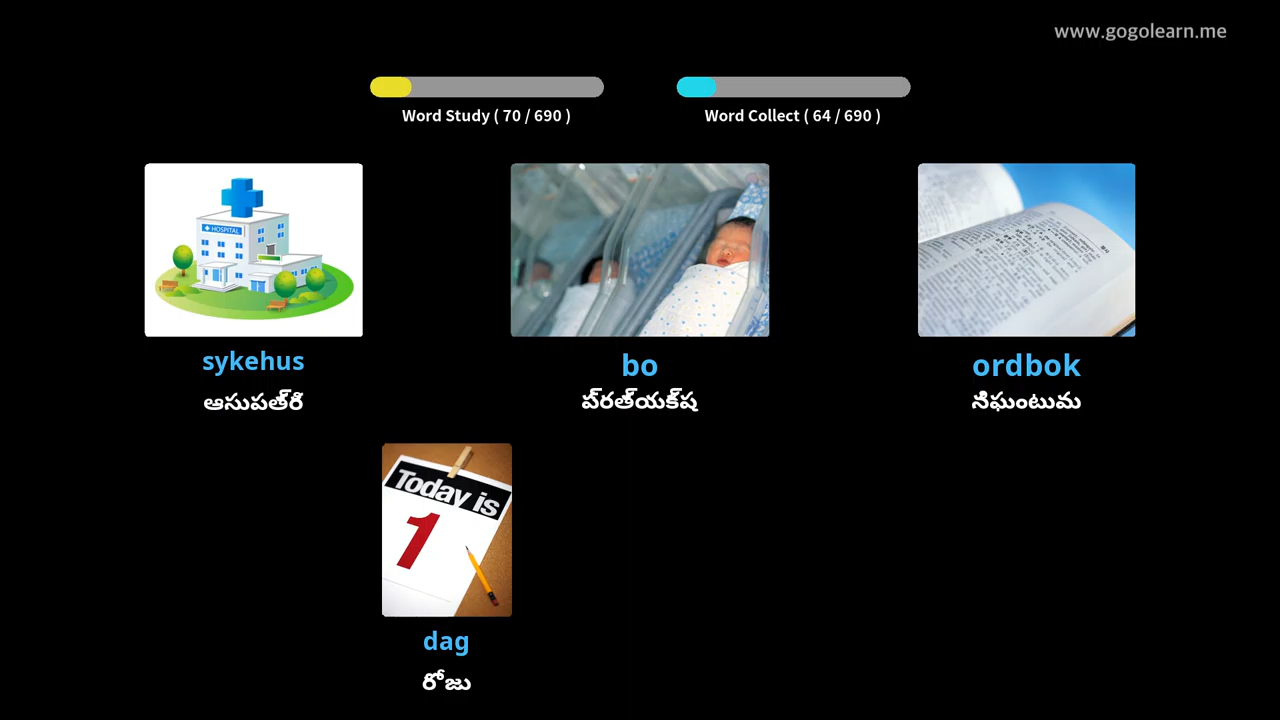 www.gogolearn.me
Word Study ( 70 / 690 )
Word Collect ( 64 / 690 )
HOSPITAL
sykehus
ఆసుపత్రి
bo
ప్రత్యక్ష
ordbok
నిఘంటువు
Today is
1
dag
రోజు